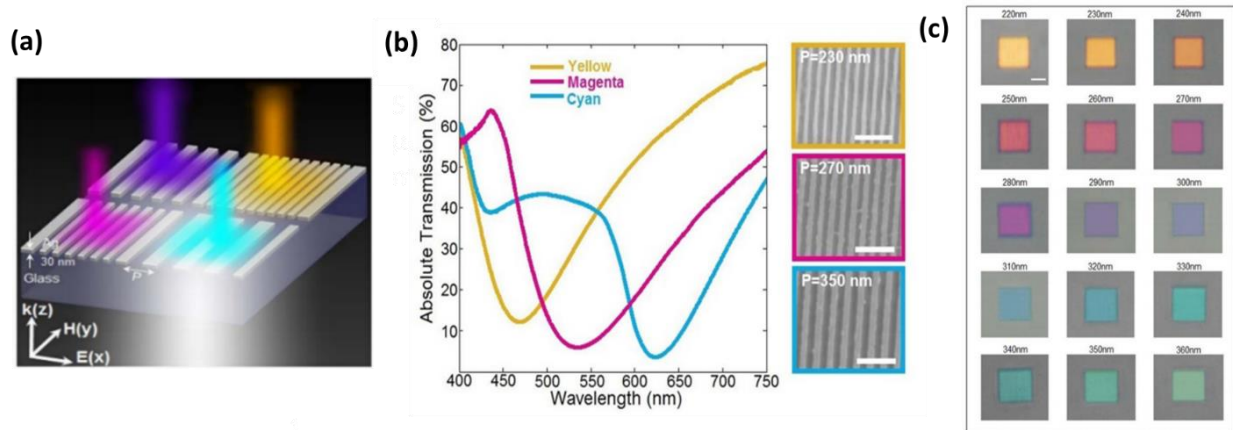 (a)
Ag
30 nm
Glass
P
k(z)
H(y)
E(x)
(b)
Absolute Transmission (%)
80
70
60
50
40
30
20
10
Yellow
Magenta
Cyan
400 450 500 550 600 650 700 750
Wavelength (nm)
P=230 nm
P=270 nm
P=350 nm
(c)
220nm 230nm 240nm
250nm 260nm 270nm
280nm 290nm 300nm
310nm 320nm 330nm
340nm 350nm 360nm